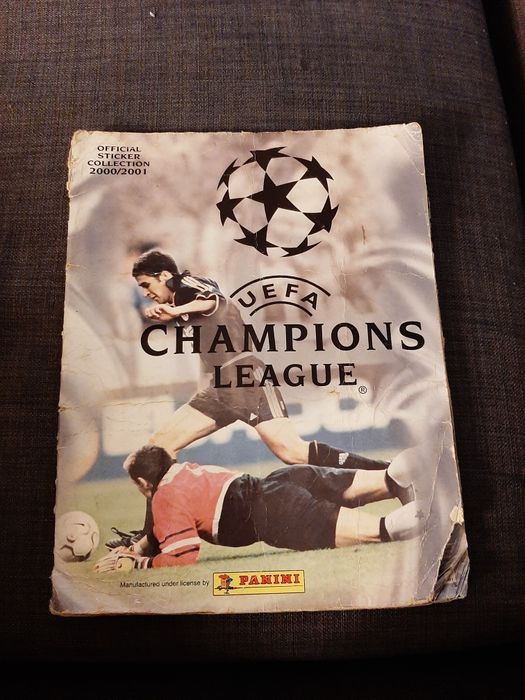 OFFICIAL
STICKER
COLLECTION
2000/2001
UEFA
CHAMPIONS
LEAGUE®
Manufactured under license by PANINI